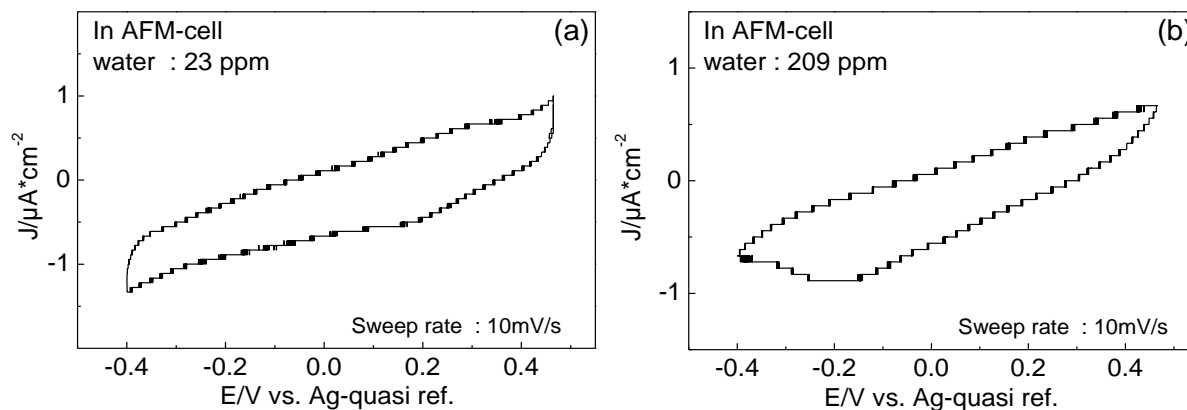 In AFM-cell
(a)
water : 23 ppm
J/µA*cm-2
1
0
-1
Sweep rate : 10mV/s
-0.4 -0.2 0.0 0.2 0.4
E/V vs. Ag-quasi ref.
In AFM-cell
(b)
water : 209 ppm
J/µA*cm-2
1
0
-1
Sweep rate : 10mV/s
-0.4 -0.2 0.0 0.2 0.4
E/V vs. Ag-quasi ref.